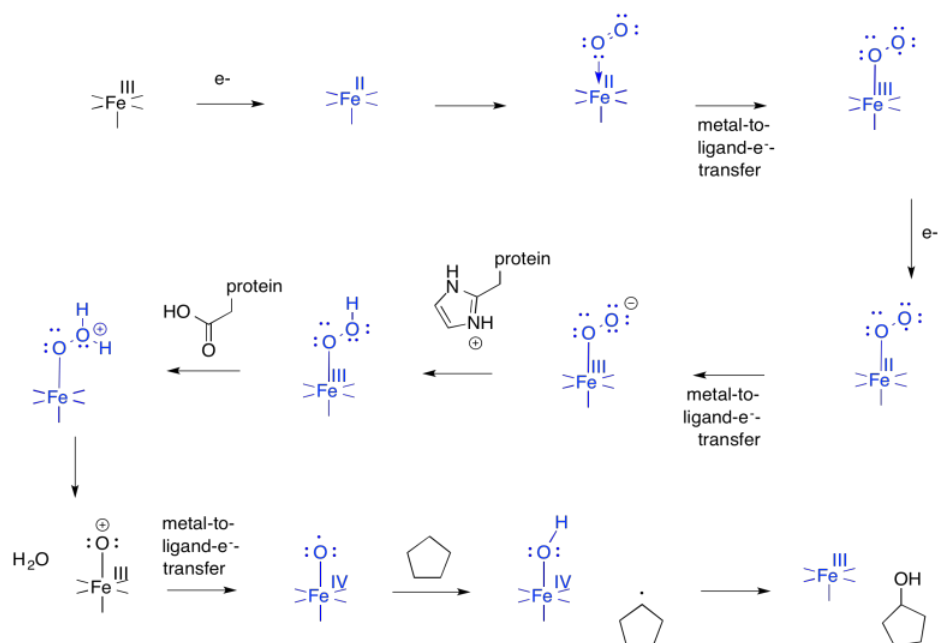 III
Fe
e-
II
Fe
O
O
II
Fe
metal-to-
ligand-e⁻-
transfer
O
O
III
Fe
e-
H
O
O
H
Fe
HO
O
protein
H
O
O
III
Fe
H
N
NH
protein
O
O
III
Fe
metal-to-
ligand-e⁻-
transfer
O
O
II
Fe
H₂O
O
III
Fe
metal-to-
ligand-e⁻-
transfer
O
IV
Fe
H
O
IV
Fe
III
Fe
OH